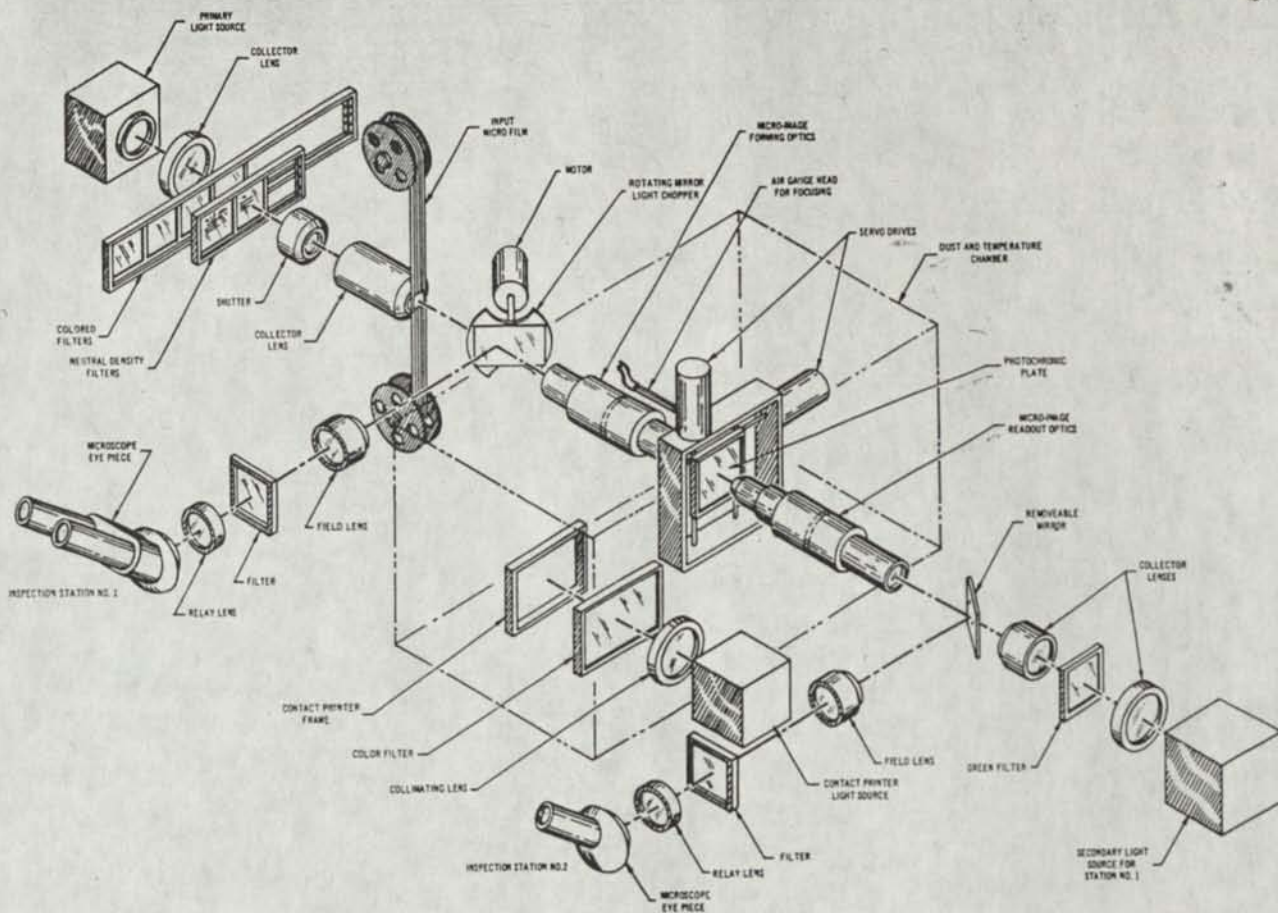 PRIMARY
LIGHT SOURCE
COLLECTOR
LENS
INPUT
MICRO FILM
MOTOR
ROTATING MIRROR
LIGHT CHOPPER
MICRO-IMAGE
FORMING OPTICS
AIR GAUGE HEAD
FOR FOCUSING
SERVO DRIVES
DUST AND TEMPERATURE
CHAMBER
SHUTTER
COLORED
FILTERS
NEUTRAL DENSITY
FILTERS
COLLECTOR
LENS
PHOTOCHROMIC
PLATE
MICRO-IMAGE
READOUT OPTICS
MICROSCOPE
EYE PIECE
FIELD LENS
FILTER
INSPECTION STATION NO. 1
RELAY LENS
REMOVEABLE
MIRROR
COLLECTOR
LENSES
CONTACT PRINTER
FRAME
COLOR FILTER
COLLIMATING LENS
FIELD LENS
CONTACT PRINTER
LIGHT SOURCE
GREEN FILTER
FILTER
INSPECTION STATION NO.2
RELAY LENS
MICROSCOPE
EYE PIECE
SECONDARY LIGHT
SOURCE FOR
STATION NO. 1